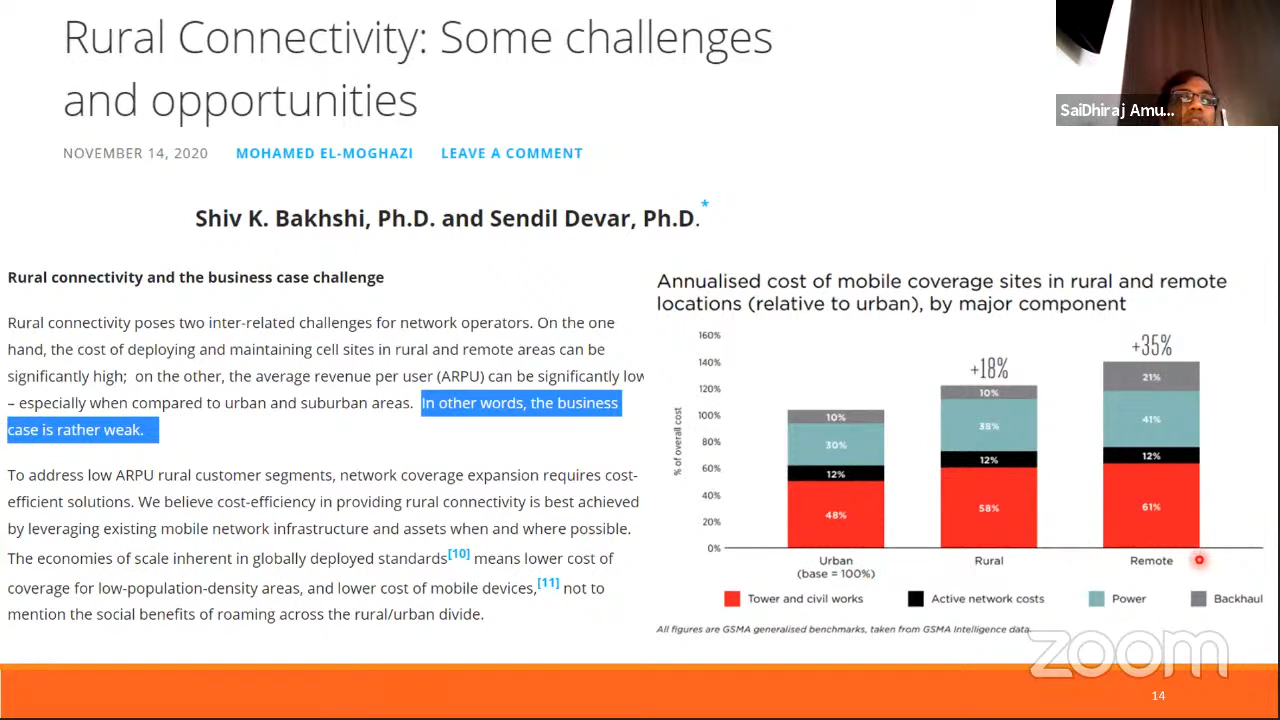 Rural Connectivity: Some challenges
and opportunities
SaiDhiraj Amu...
NOVEMBER 14, 2020 MOHAMED EL-MOGHAZI LEAVE A COMMENT
Shiv K. Bakhshi, Ph.D. and Sendil Devar, Ph.D.*
Rural connectivity and the business case challenge
Rural connectivity poses two inter-related challenges for network operators. On the one
hand, the cost of deploying and maintaining cell sites in rural and remote areas can be
significantly high; on the other, the average revenue per user (ARPU) can be significantly low
– especially when compared to urban and suburban areas. In other words, the business
case is rather weak.
To address low ARPU rural customer segments, network coverage expansion requires cost-
efficient solutions. We believe cost-efficiency in providing rural connectivity is best achieved
by leveraging existing mobile network infrastructure and assets when and where possible.
The economies of scale inherent in globally deployed standards[10] means lower cost of
coverage for low-population-density areas, and lower cost of mobile devices,[11] not to
mention the social benefits of roaming across the rural/urban divide.
Annualised cost of mobile coverage sites in rural and remote
locations (relative to urban), by major component
% of overall cost
160%
140%
120%
100%
80%
60%
40%
20%
0%
10%
30%
12%
48%
+18%
10%
38%
12%
58%
+35%
21%
41%
12%
61%
Urban
(base = 100%)
Rural
Remote
Tower and civil works
Active network costs
Power
Backhaul
All figures are GSMA generalised benchmarks, taken from GSMA Intelligence data.
zoom
14